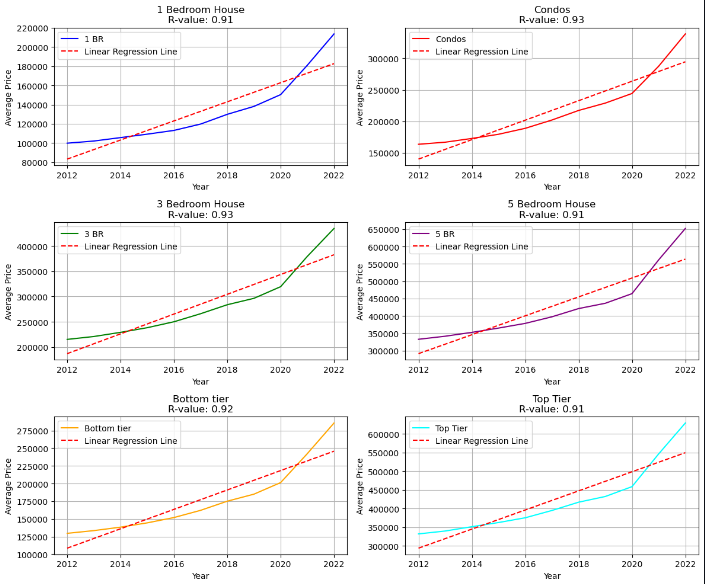 1 Bedroom House
R-value: 0.91
Average Price
220000
200000
180000
160000
140000
120000
100000
80000
1 BR
Linear Regression Line
2012 2014 2016 2018 2020 2022
Year
Condos
R-value: 0.93
Average Price
300000
250000
200000
150000
Condos
Linear Regression Line
2012 2014 2016 2018 2020 2022
Year
3 Bedroom House
R-value: 0.93
Average Price
400000
350000
300000
250000
200000
3 BR
Linear Regression Line
2012 2014 2016 2018 2020 2022
Year
5 Bedroom House
R-value: 0.91
Average Price
650000
600000
550000
500000
450000
400000
350000
300000
5 BR
Linear Regression Line
2012 2014 2016 2018 2020 2022
Year
Bottom tier
R-value: 0.92
Average Price
275000
250000
225000
200000
175000
150000
125000
100000
Bottom tier
Linear Regression Line
2012 2014 2016 2018 2020 2022
Year
Top Tier
R-value: 0.91
Average Price
600000
550000
500000
450000
400000
350000
300000
Top Tier
Linear Regression Line
2012 2014 2016 2018 2020 2022
Year